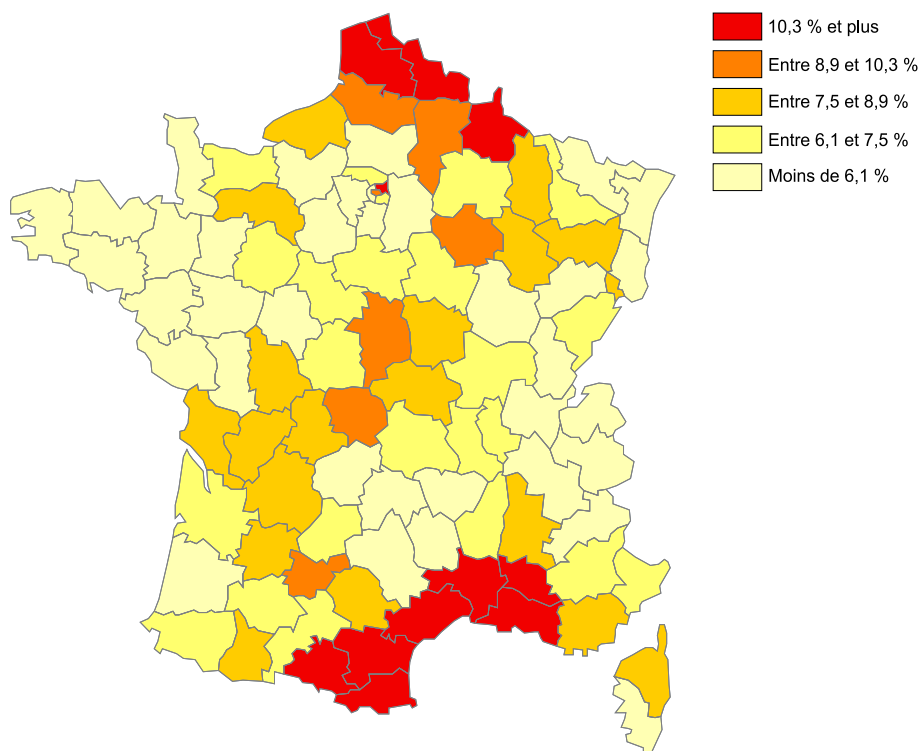 10,3 % et plus
Entre 8,9 et 10,3 %
Entre 7,5 et 8,9 %
Entre 6,1 et 7,5 %
Moins de 6,1 %